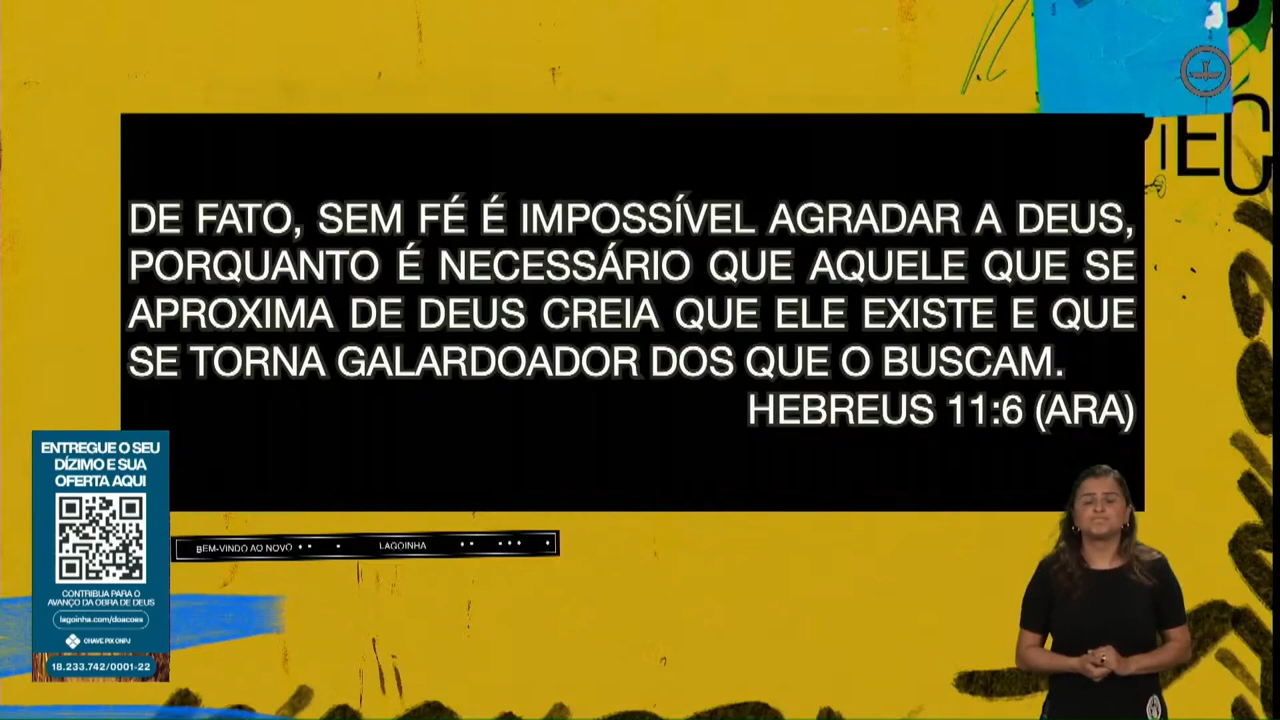 DE FATO, SEM FÉ É IMPOSSÍVEL AGRADAR A DEUS,
PORQUANTO É NECESSÁRIO QUE AQUELE QUE SE
APROXIMA DE DEUS CREIA QUE ELE EXISTE E QUE
SE TORNA GALARDOADOR DOS QUE O BUSCAM.
HEBREUS 11:6 (ARA)
ENTREGUE O SEU
DÍZIMO E SUA
OFERTA AQUI
CONTRIBUA PARA O
AVANÇO DA OBRA DE DEUS
lagoinha.com/doacoes
CHAVE PIX CNPJ
18.233.742/0001-22
BEM-VINDO AO NOVO
LAGOINHA